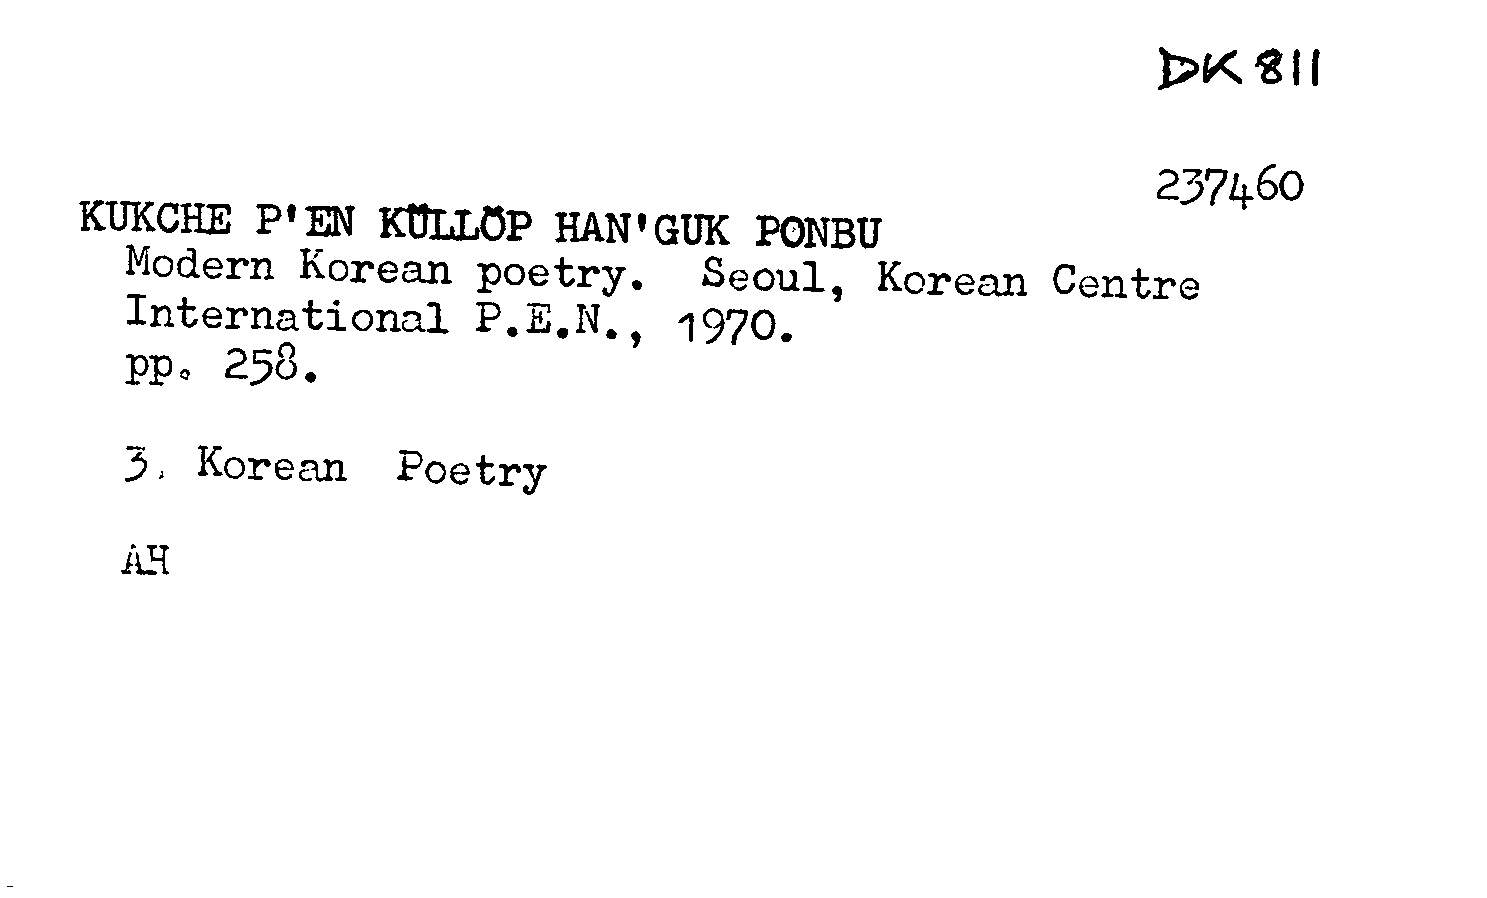 DK 811
237460
KUKCHE P'EN KŬLLŎP HAN'GUK PONBU
Modern Korean poetry. Seoul, Korean Centre
International P.E.N., 1970.
pp. 258.
3. Korean Poetry
AH